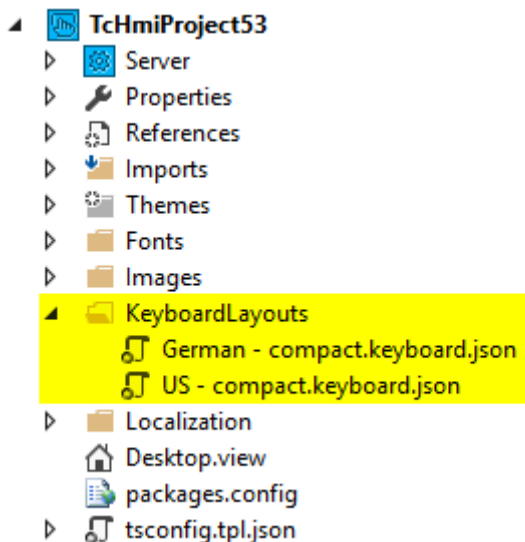 TcHmiProject53
Server
Properties
References
Imports
Themes
Fonts
Images
KeyboardLayouts
German - compact.keyboard.json
US - compact.keyboard.json
Localization
Desktop.view
packages.config
tsconfig.tpl.json